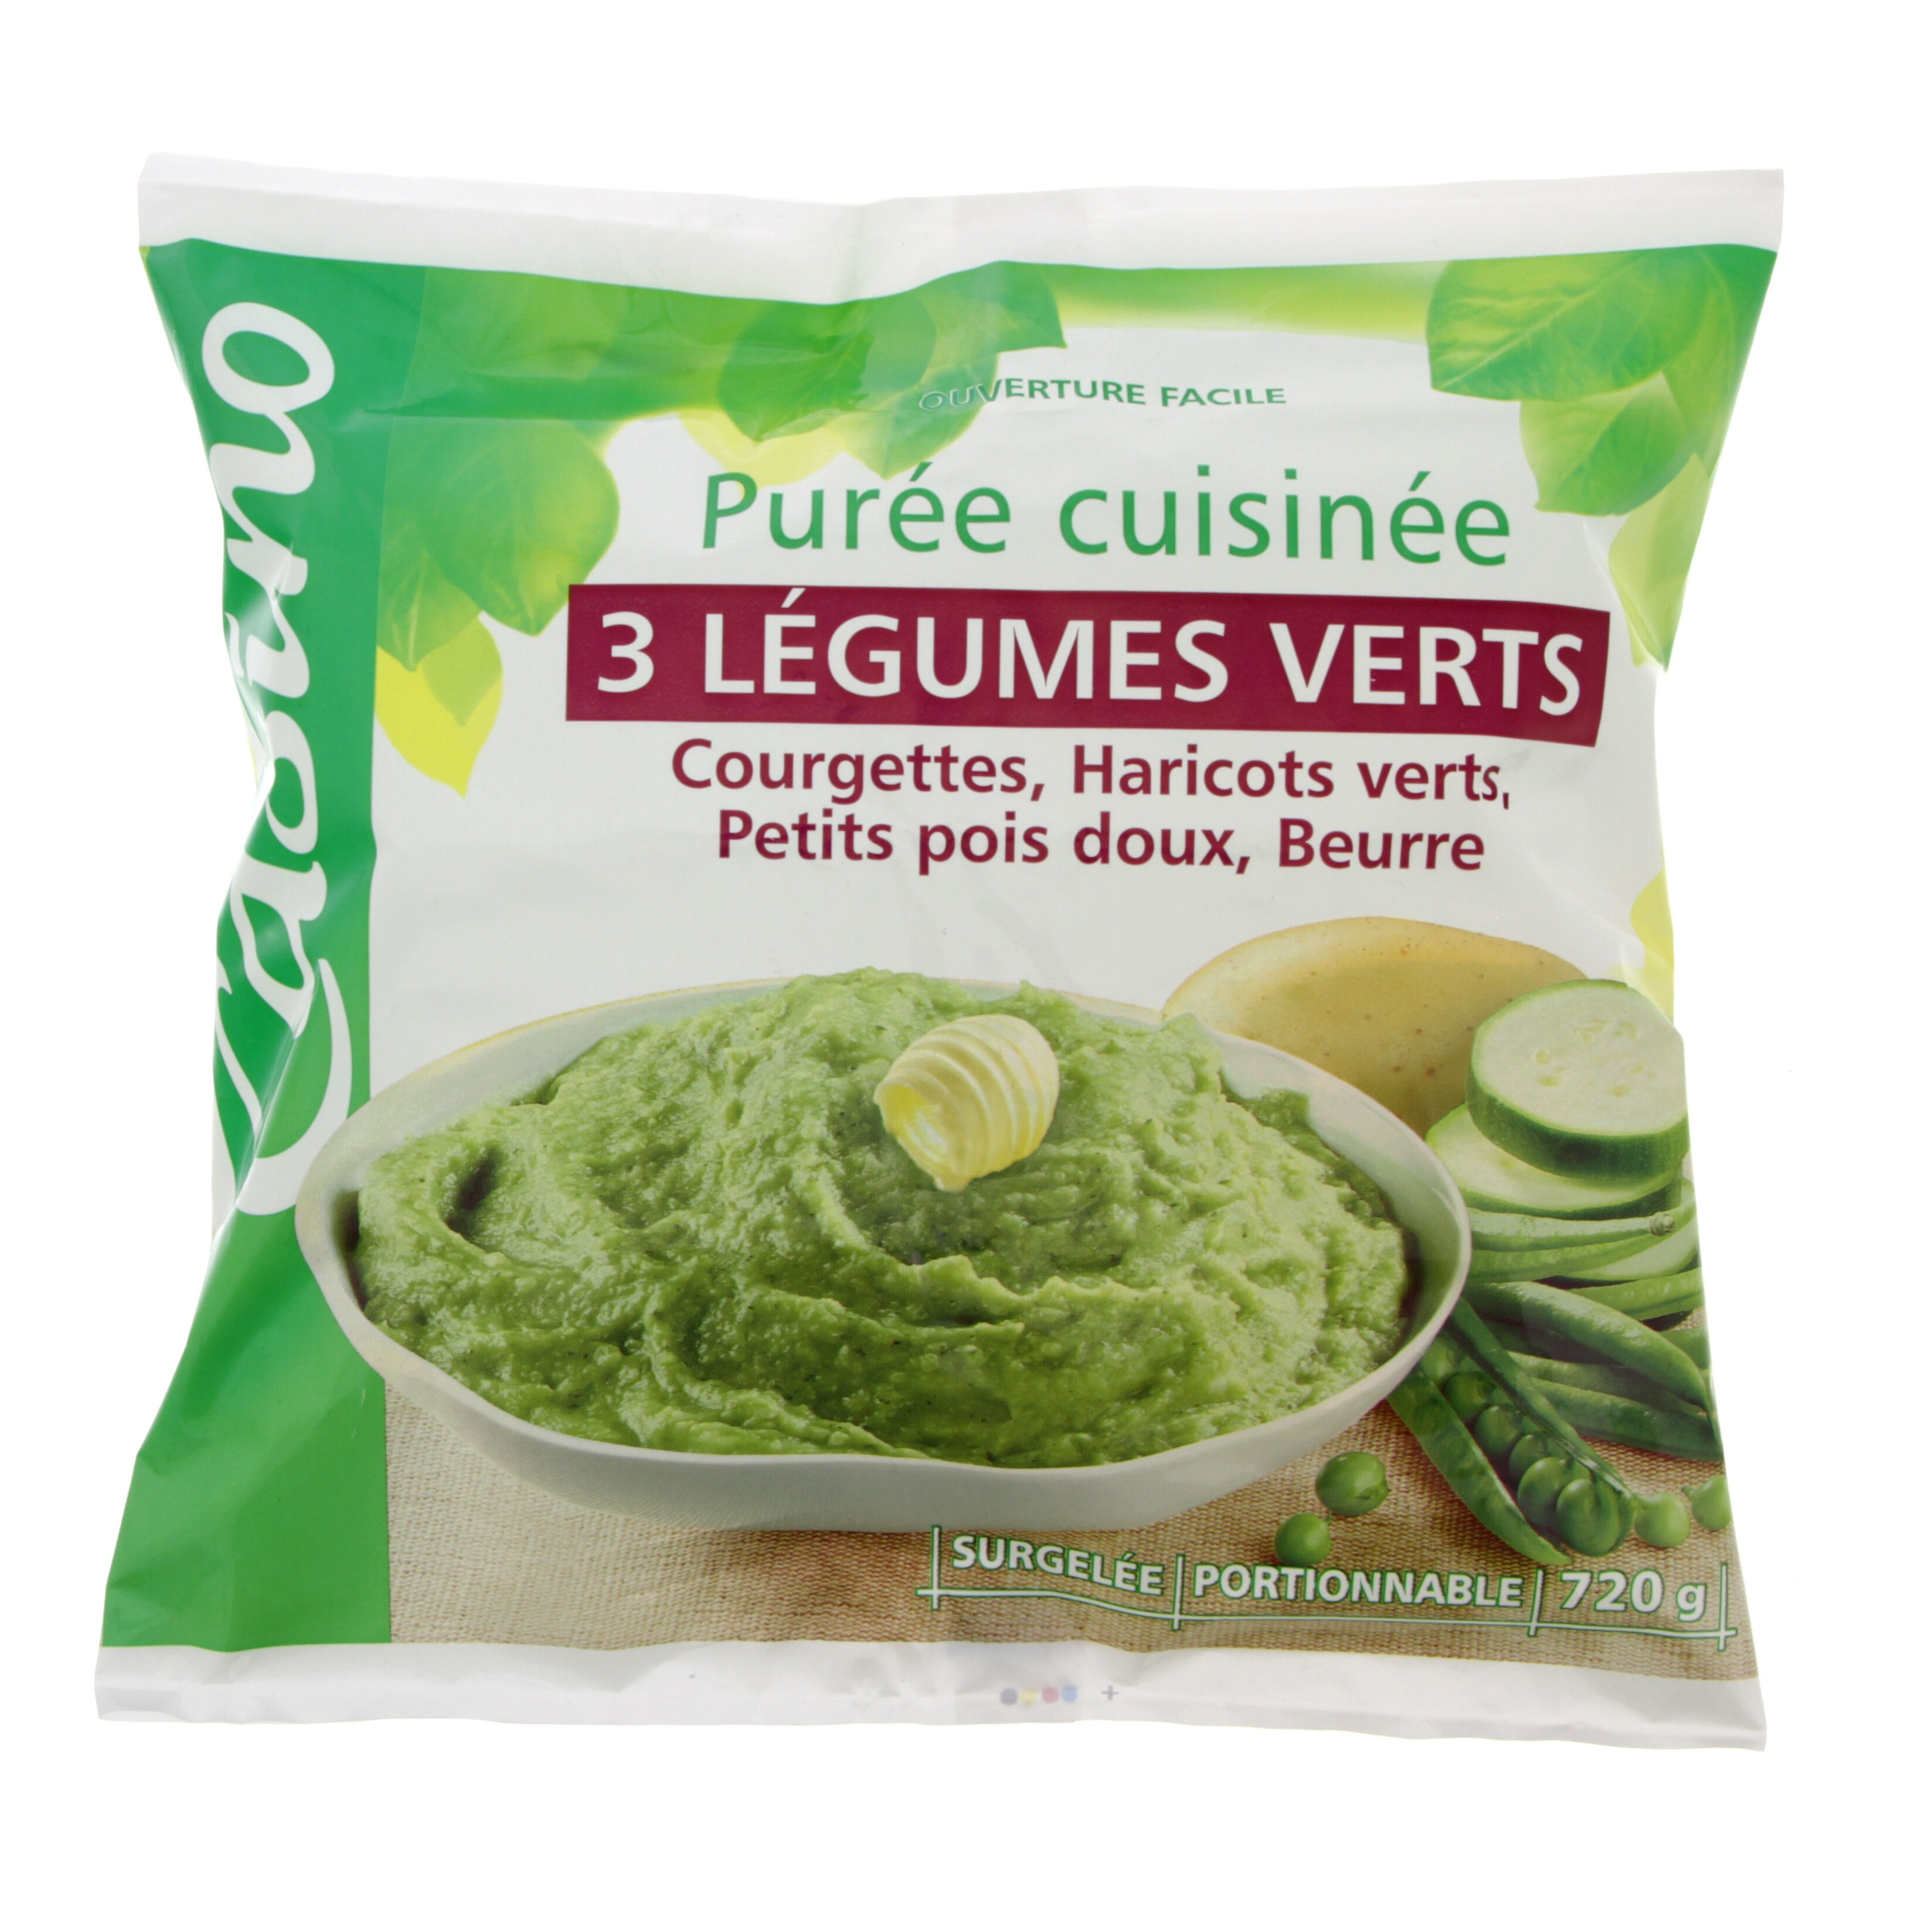 Casino
OUVERTURE FACILE
Purée cuisinée
3 LÉGUMES VERTS
Courgettes, Haricots verts,
Petits pois doux, Beurre
SURGELÉE PORTIONNABLE 720 g